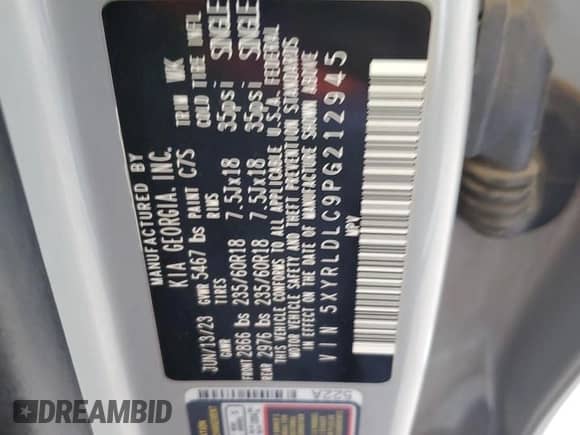 MANUFACTURED BY
KIA GEORGIA, INC.
JUN/13/23 GVWR 5467 lbs PAINT C7S TRIM WK
GAWR TIRES RIMS COLD TIRE INFL
FRONT 2866 lbs 235/60R18 7.5Jx18 35psi SINGLE
REAR 2976 lbs 235/60R18 7.5Jx18 35psi SINGLE
THIS VEHICLE CONFORMS TO ALL APPLICABLE U.S.A. FEDERAL
MOTOR VEHICLE SAFETY AND THEFT PREVENTION STANDARDS
IN EFFECT ON THE DATE OF MANUFACTURE SHOWN ABOVE
VIN 5XYRLDLC9PG212945
MPV
522A
DREAMBID